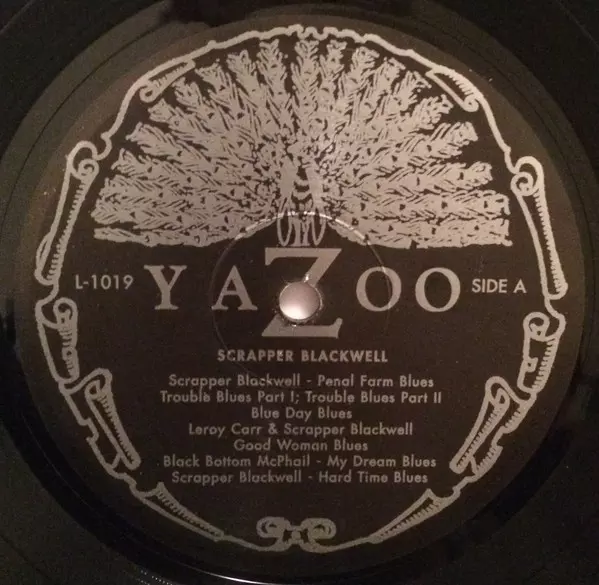 L-1019 YAZOO SIDE A
SCRAPPER BLACKWELL
Scrapper Blackwell - Penal Farm Blues
Trouble Blues Part I; Trouble Blues Part II
Blue Day Blues
Leroy Carr & Scrapper Blackwell
Good Woman Blues
Black Bottom McPhail - My Dream Blues
Scrapper Blackwell - Hard Time Blues